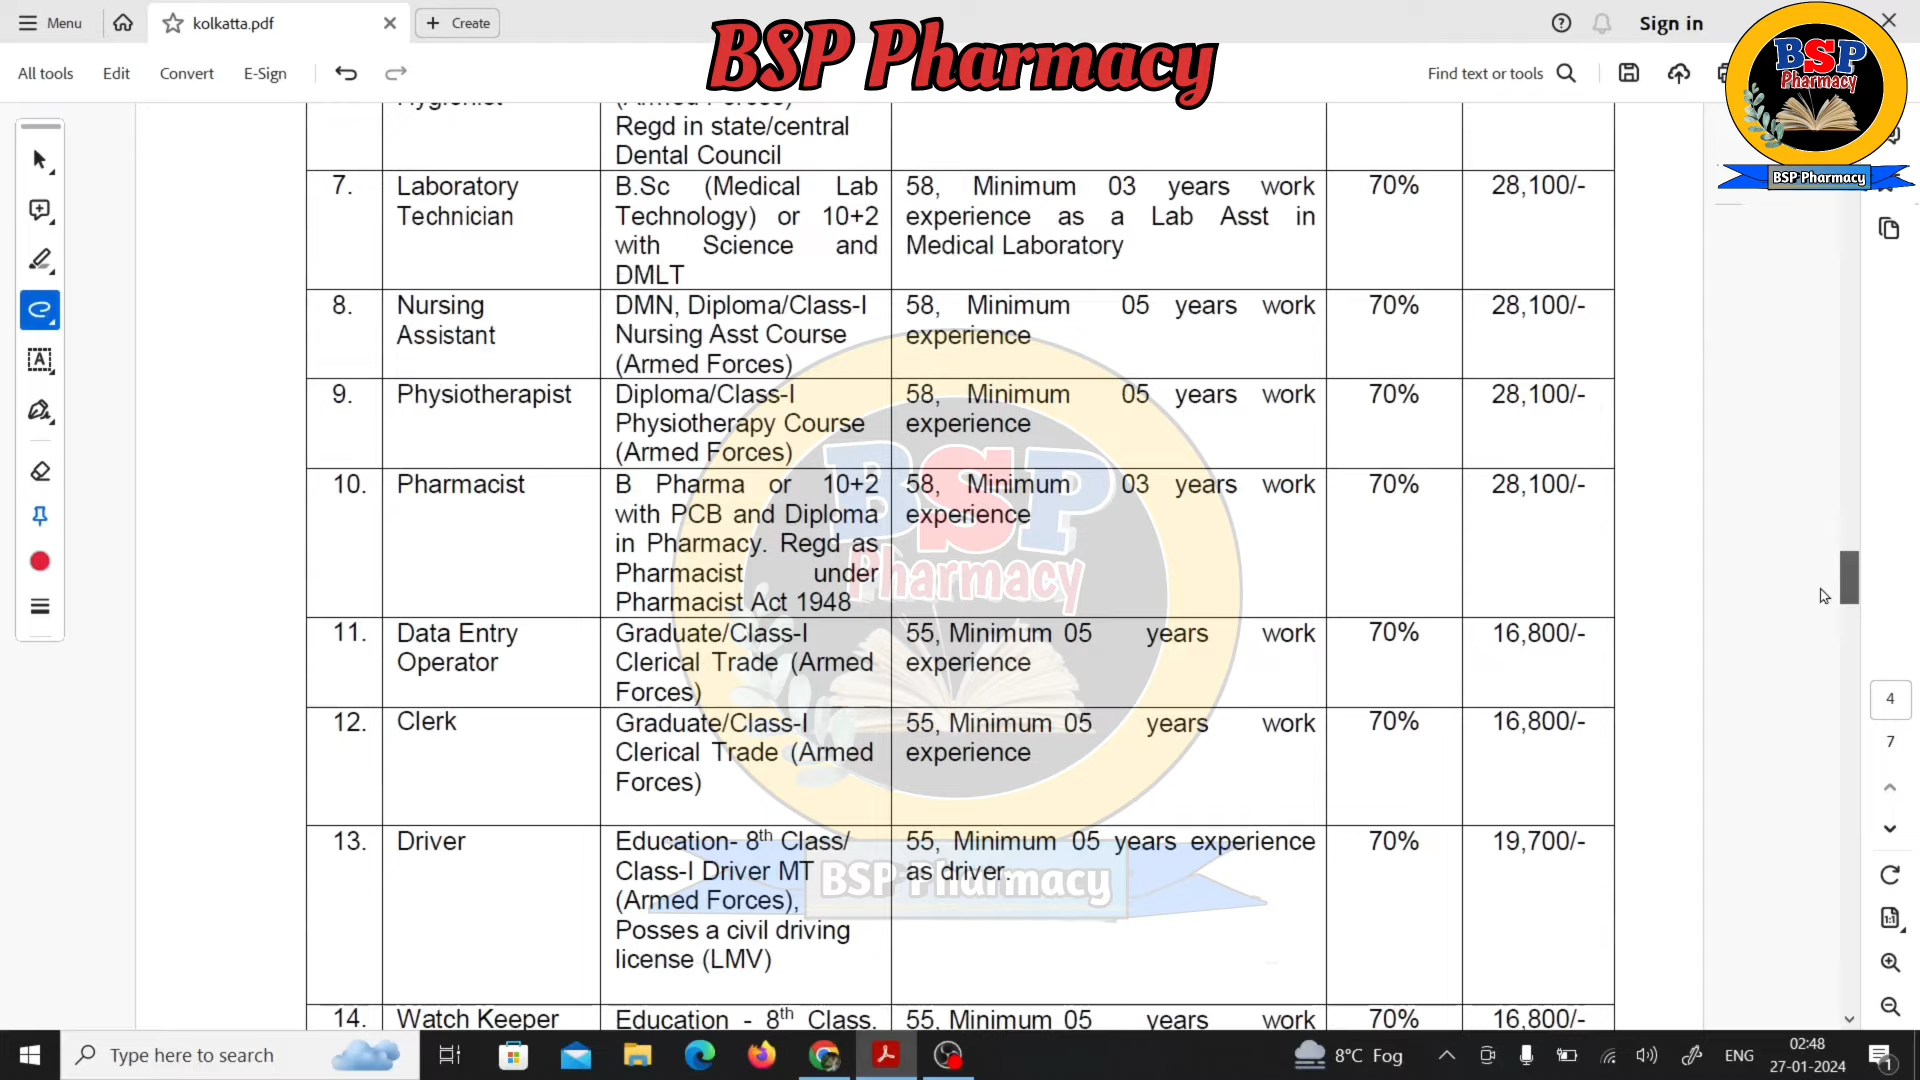 Menu
kolkatta.pdf
Create
BSP Pharmacy
Sign in
BSP
Pharmacy
BSP Pharmacy
All tools
Edit
Convert
E-Sign
Find text or tools
Hygienist
(Armed Forces)
Regd in state/central
Dental Council
7.
Laboratory
Technician
B.Sc (Medical Lab
Technology) or 10+2
with Science and
DMLT
58, Minimum 03 years work
experience as a Lab Asst in
Medical Laboratory
70%
28,100/-
8.
Nursing
Assistant
DMN, Diploma/Class-I
Nursing Asst Course
(Armed Forces)
58, Minimum 05 years work
experience
70%
28,100/-
9.
Physiotherapist
Diploma/Class-I
Physiotherapy Course
(Armed Forces)
58, Minimum 05 years work
experience
70%
28,100/-
10.
Pharmacist
B Pharma or 10+2
with PCB and Diploma
in Pharmacy. Regd as
Pharmacist under
Pharmacist Act 1948
58, Minimum 03 years work
experience
70%
28,100/-
BSP
Pharmacy
11.
Data Entry
Operator
Graduate/Class-I
Clerical Trade (Armed
Forces)
55, Minimum 05 years work
experience
70%
16,800/-
12.
Clerk
Graduate/Class-I
Clerical Trade (Armed
Forces)
55, Minimum 05 years work
experience
70%
16,800/-
13.
Driver
Education- 8th Class/
Class-I Driver MT
(Armed Forces),
Posses a civil driving
license (LMV)
55, Minimum 05 years experience
as driver.
70%
19,700/-
BSP Pharmacy
14.
Watch Keeper
Education - 8th Class.
55, Minimum 05 years work
70%
16,800/-
4
7
Type here to search
8°C Fog
ENG
02:48
27-01-2024
1